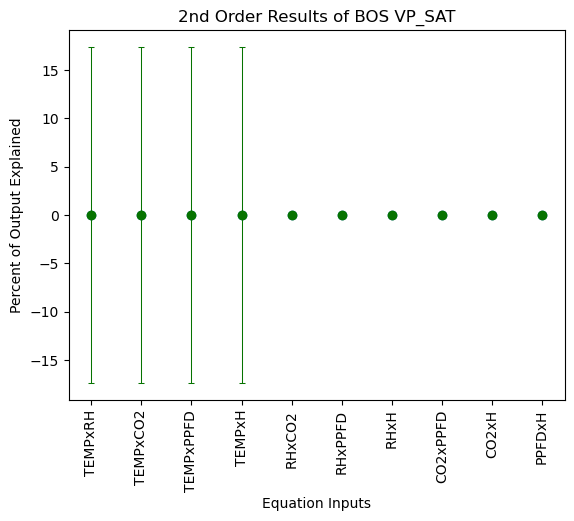 2nd Order Results of BOS VP_SAT
Percent of Output Explained
15
10
5
0
−5
−10
−15
TEMPxRH
TEMPxCO2
TEMPxPPFD
TEMPxH
RHxCO2
RHxPPFD
RHxH
CO2xPPFD
CO2xH
PPFDxH
Equation Inputs